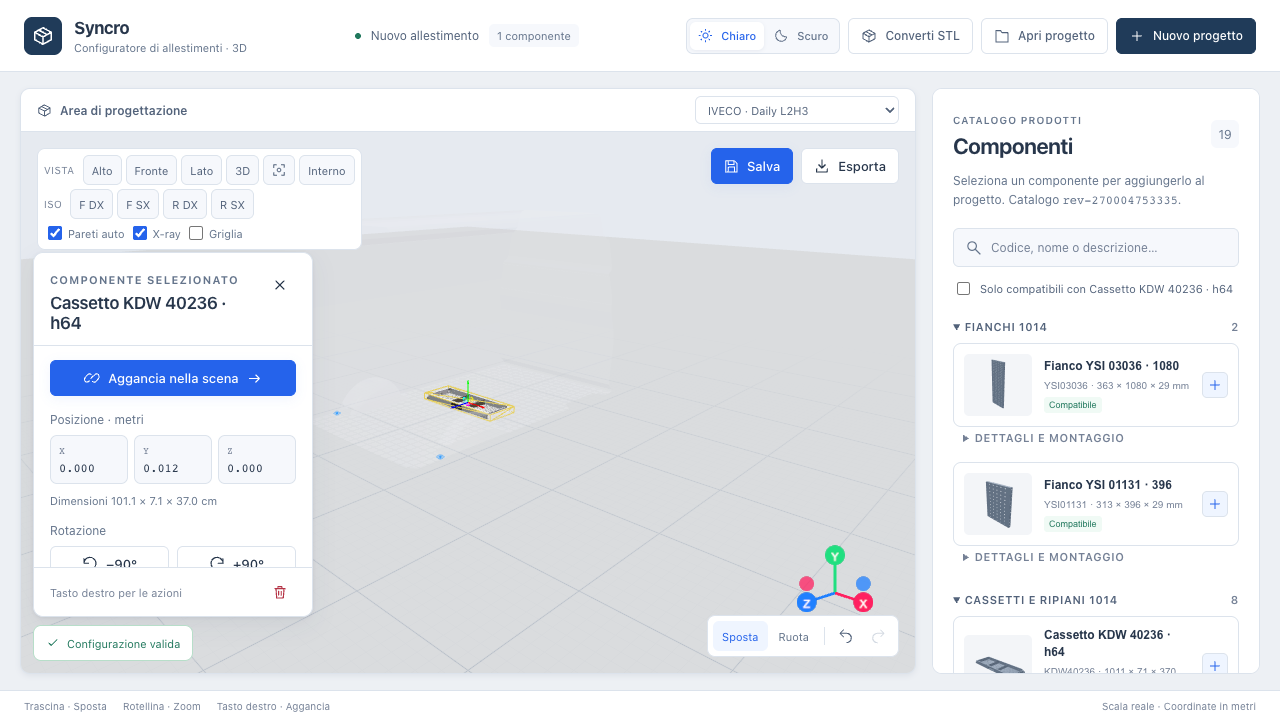 Syncro
Configuratore di allestimenti · 3D
Nuovo allestimento
1 componente
Chiaro
Scuro
Converti STL
Apri progetto
Nuovo progetto
Area di progettazione
IVECO · Daily L2H3
VISTA
Alto
Fronte
Lato
3D
Interno
ISO
F DX
F SX
R DX
R SX
Pareti auto
X-ray
Griglia
Salva
Esporta
COMPONENTE SELEZIONATO
Cassetto KDW 40236 ·
h64
Aggancia nella scena
Posizione · metri
X
0.000
Y
0.012
Z
0.000
Dimensioni 101.1 × 7.1 × 37.0 cm
Rotazione
−90°
+90°
Tasto destro per le azioni
Configurazione valida
Y
Z
X
Sposta
Ruota
CATALOGO PRODOTTI
Componenti
19
Seleziona un componente per aggiungerlo al
progetto. Catalogo rev-270004753335.
Codice, nome o descrizione...
Solo compatibili con Cassetto KDW 40236 · h64
FIANCHI 1014
2
Fianco YSI 03036 · 1080
YSI03036 · 363 × 1080 × 29 mm
Compatibile
DETTAGLI E MONTAGGIO
Fianco YSI 01131 · 396
YSI01131 · 313 × 396 × 29 mm
Compatibile
DETTAGLI E MONTAGGIO
CASSETTI E RIPIANI 1014
8
Cassetto KDW 40236 ·
h64
KDW40236 · 1011 × 71 × 370
Trascina · Sposta
Rotellina · Zoom
Tasto destro · Aggancia
Scala reale · Coordinate in metri